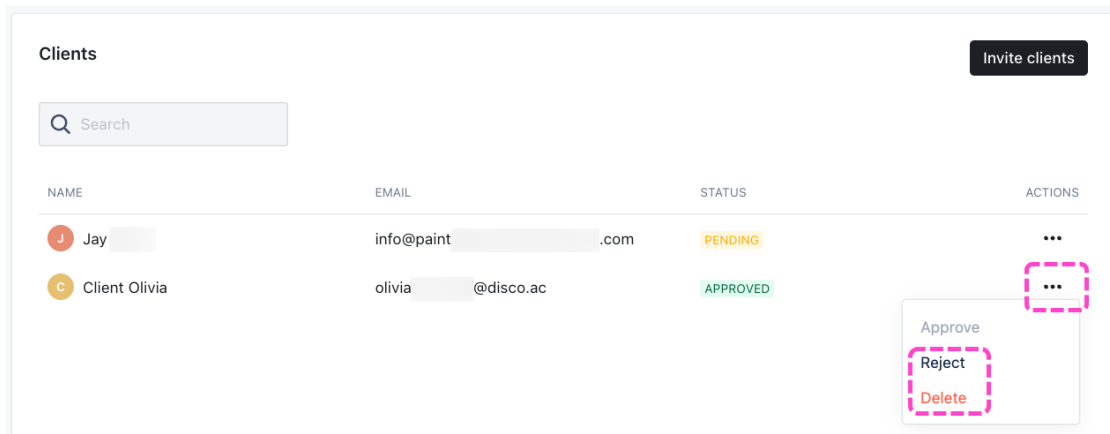 Clients
Invite clients
Search
NAME EMAIL STATUS ACTIONS
J Jay info@paint .com PENDING •••
C Client Olivia olivia @disco.ac APPROVED •••
Approve
Reject
Delete